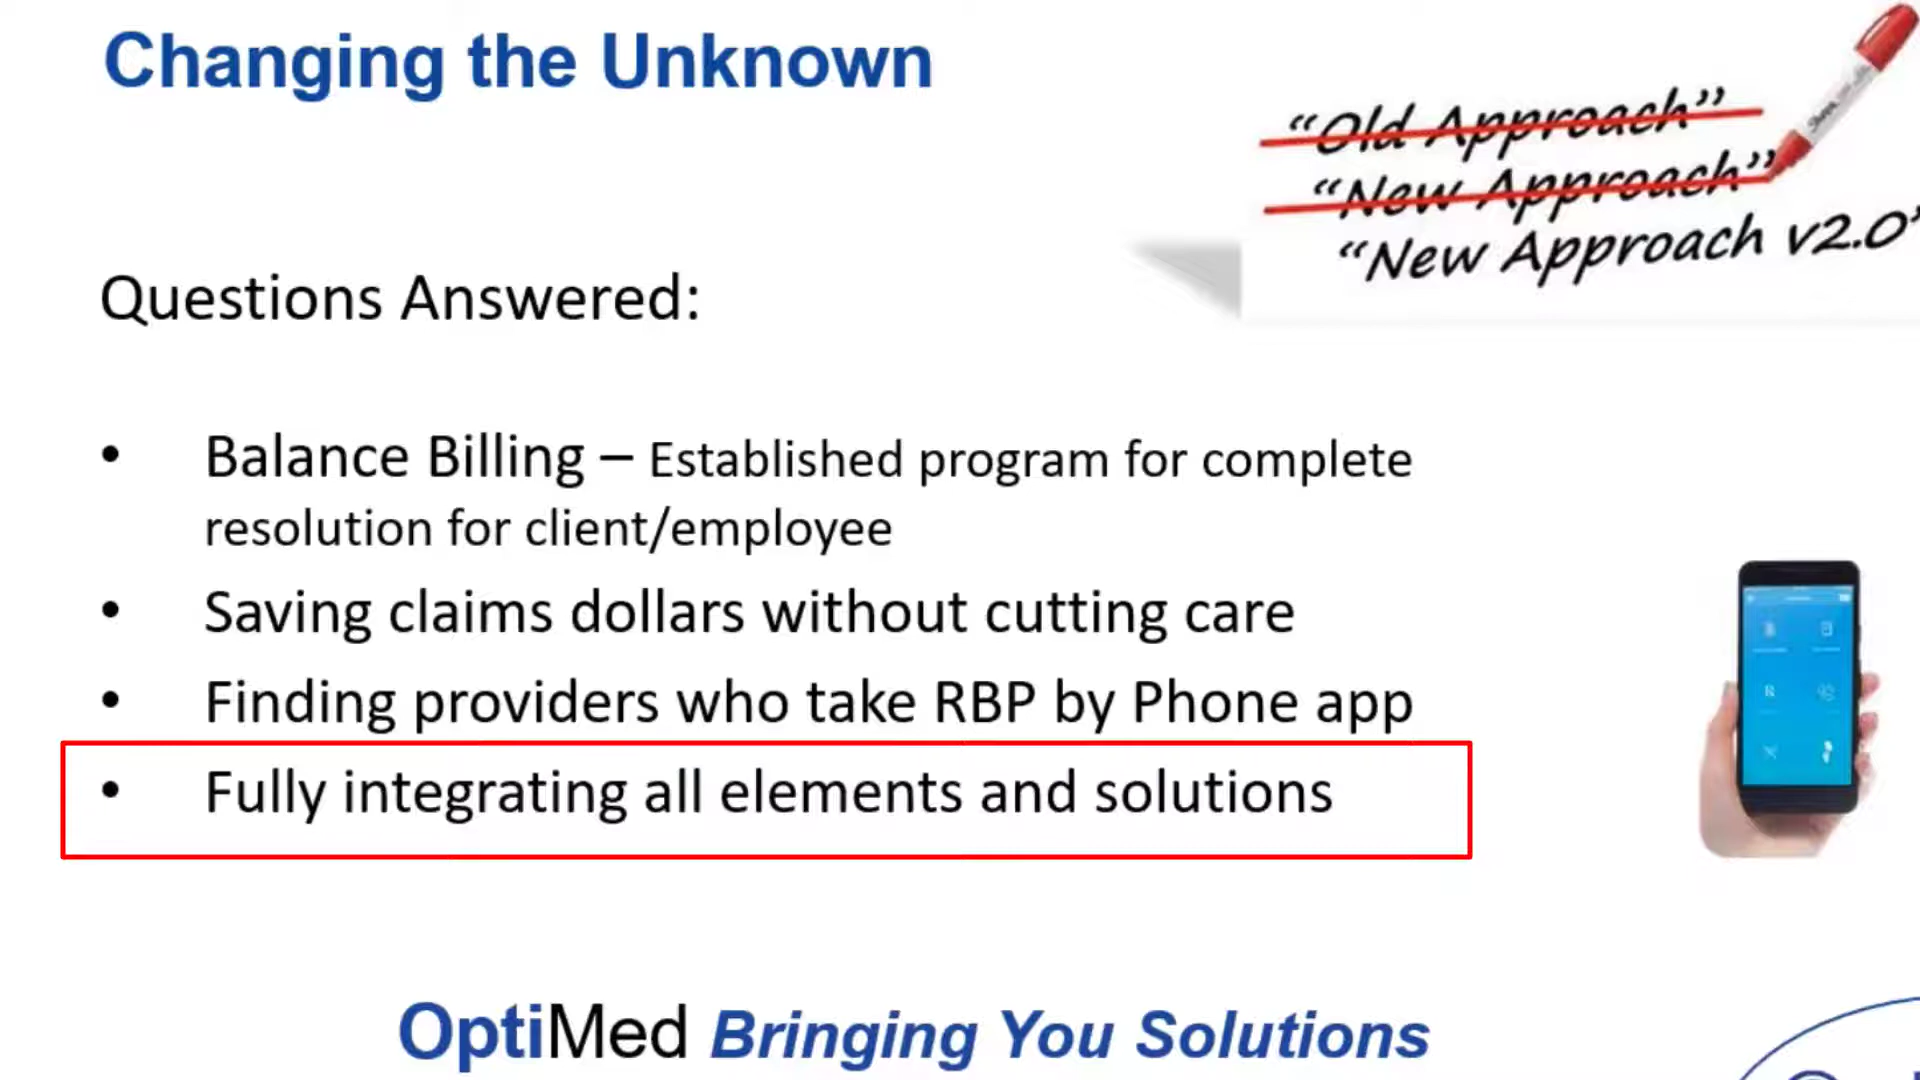 Changing the Unknown
“Old Approach”
“New Approach”
“New Approach v2.0”
Questions Answered:
• Balance Billing – Established program for complete
resolution for client/employee
• Saving claims dollars without cutting care
• Finding providers who take RBP by Phone app
• Fully integrating all elements and solutions
OptiMed Bringing You Solutions